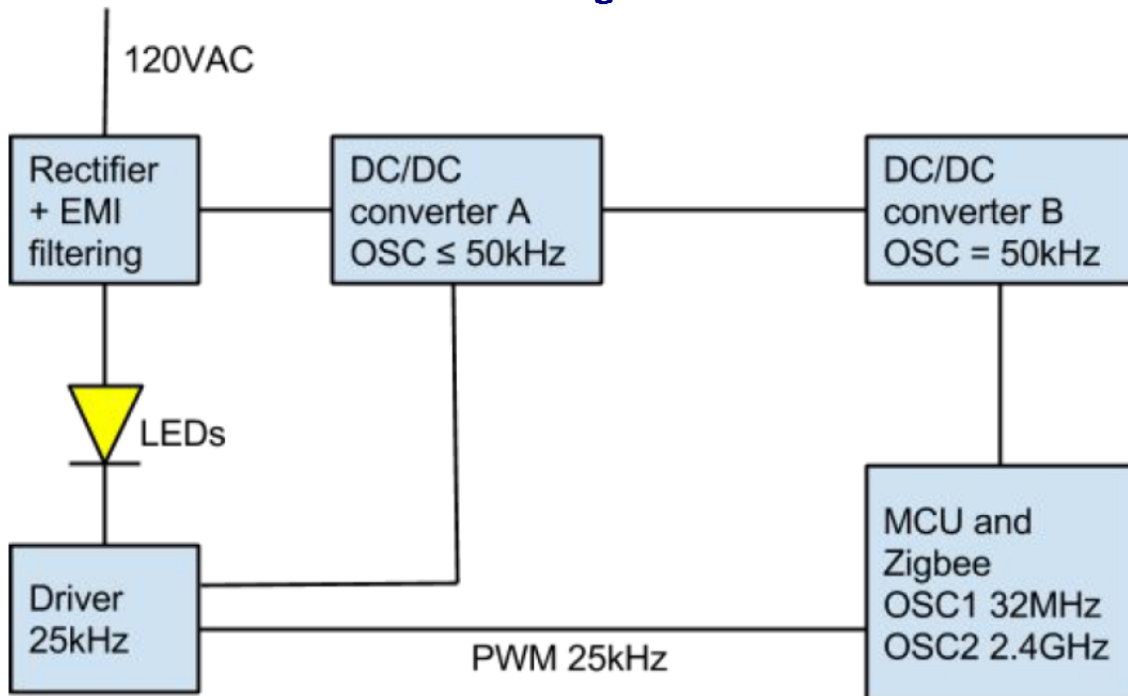 120VAC
Rectifier
+ EMI
filtering
DC/DC
converter A
OSC ≤ 50kHz
DC/DC
converter B
OSC = 50kHz
LEDs
Driver
25kHz
PWM 25kHz
MCU and
Zigbee
OSC1 32MHz
OSC2 2.4GHz